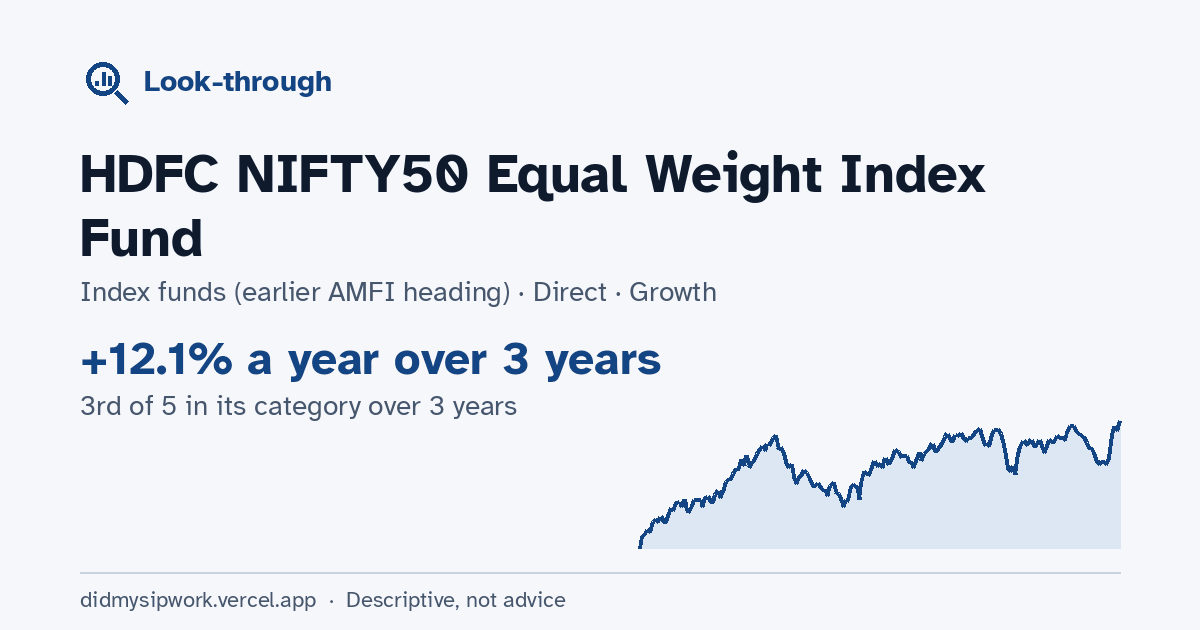 Look-through
HDFC NIFTY50 Equal Weight Index
Fund
Index funds (earlier AMFI heading) · Direct · Growth
+12.1% a year over 3 years
3rd of 5 in its category over 3 years
didmysipwork.vercel.app · Descriptive, not advice